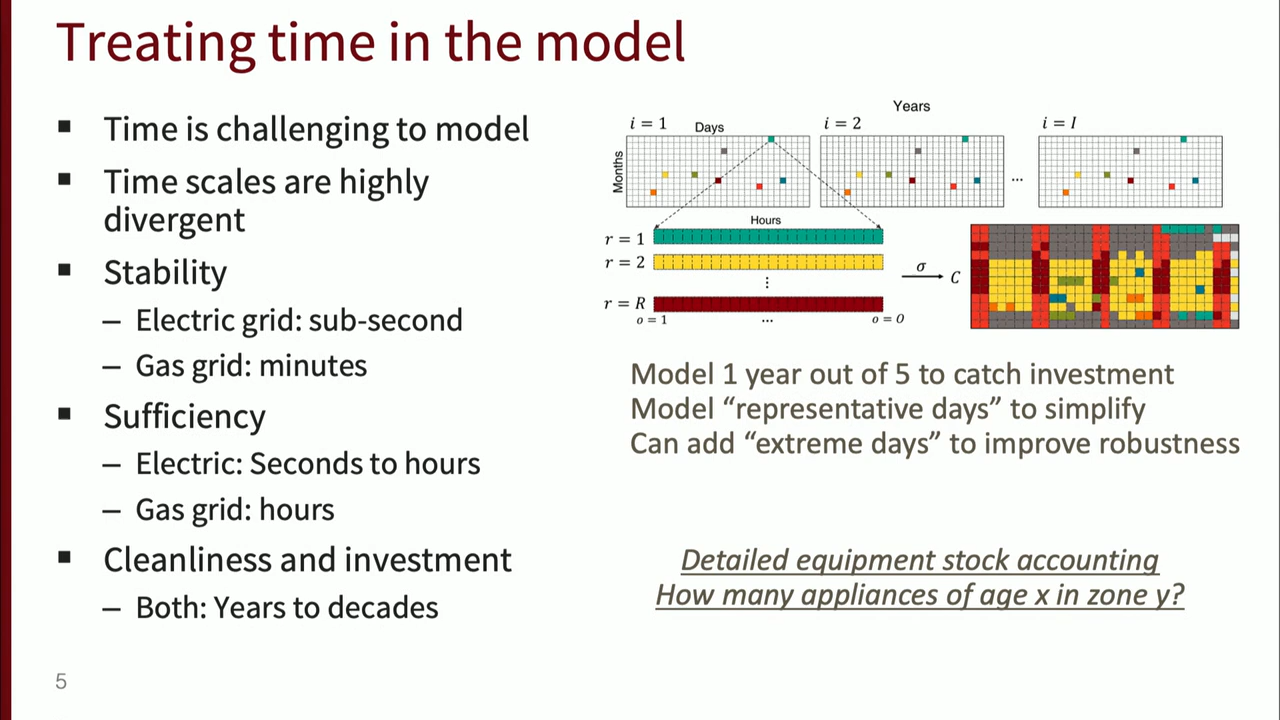 Treating time in the model
▪ Time is challenging to model
▪ Time scales are highly
divergent
▪ Stability
– Electric grid: sub-second
– Gas grid: minutes
▪ Sufficiency
– Electric: Seconds to hours
– Gas grid: hours
▪ Cleanliness and investment
– Both: Years to decades
5
Years
i = 1 Days i = 2 i = I
Months
...
Hours
r = 1
r = 2
⋮
r = R
o = 1 ... o = O
σ
C
Model 1 year out of 5 to catch investment
Model “representative days” to simplify
Can add “extreme days” to improve robustness
Detailed equipment stock accounting
How many appliances of age x in zone y?